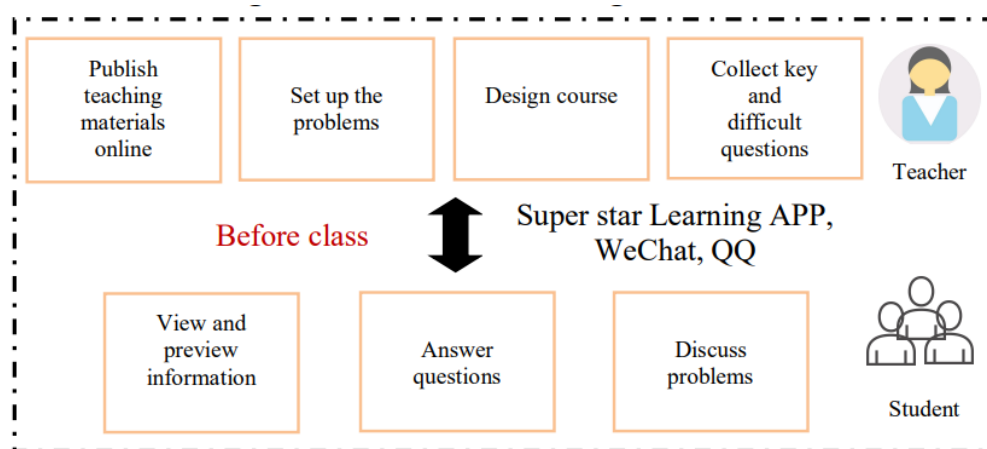 Publish
teaching
materials
online
Set up the
problems
Design course
Collect key
and
difficult
questions
Teacher
Before class
Super star Learning APP,
WeChat, QQ
View and
preview
information
Answer
questions
Discuss
problems
Student